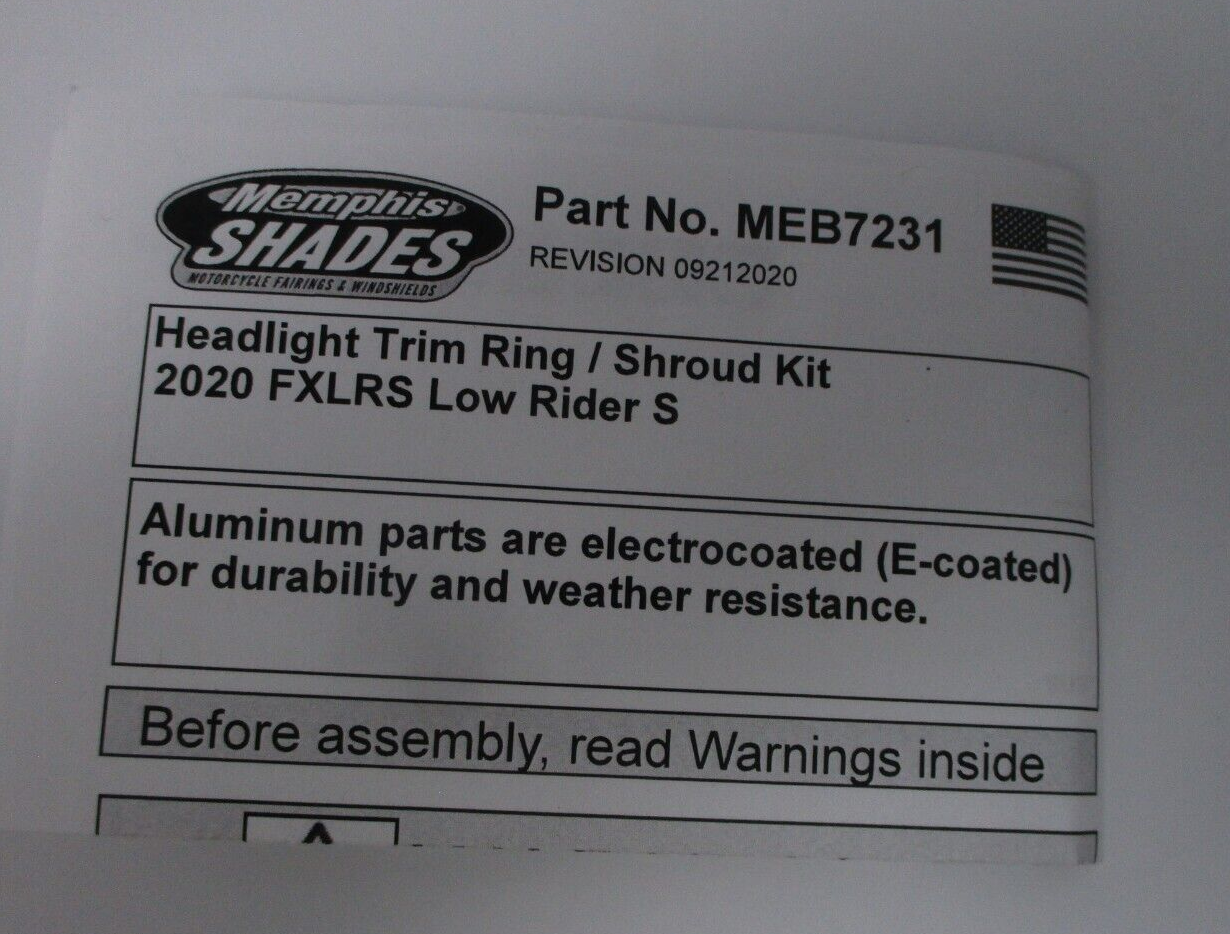 Memphis
SHADES
MOTORCYCLE FAIRINGS & WINDSHIELDS
Part No. MEB7231
REVISION 09212020
Headlight Trim Ring / Shroud Kit
2020 FXLRS Low Rider S
Aluminum parts are electrocoated (E-coated)
for durability and weather resistance.
Before assembly, read Warnings inside